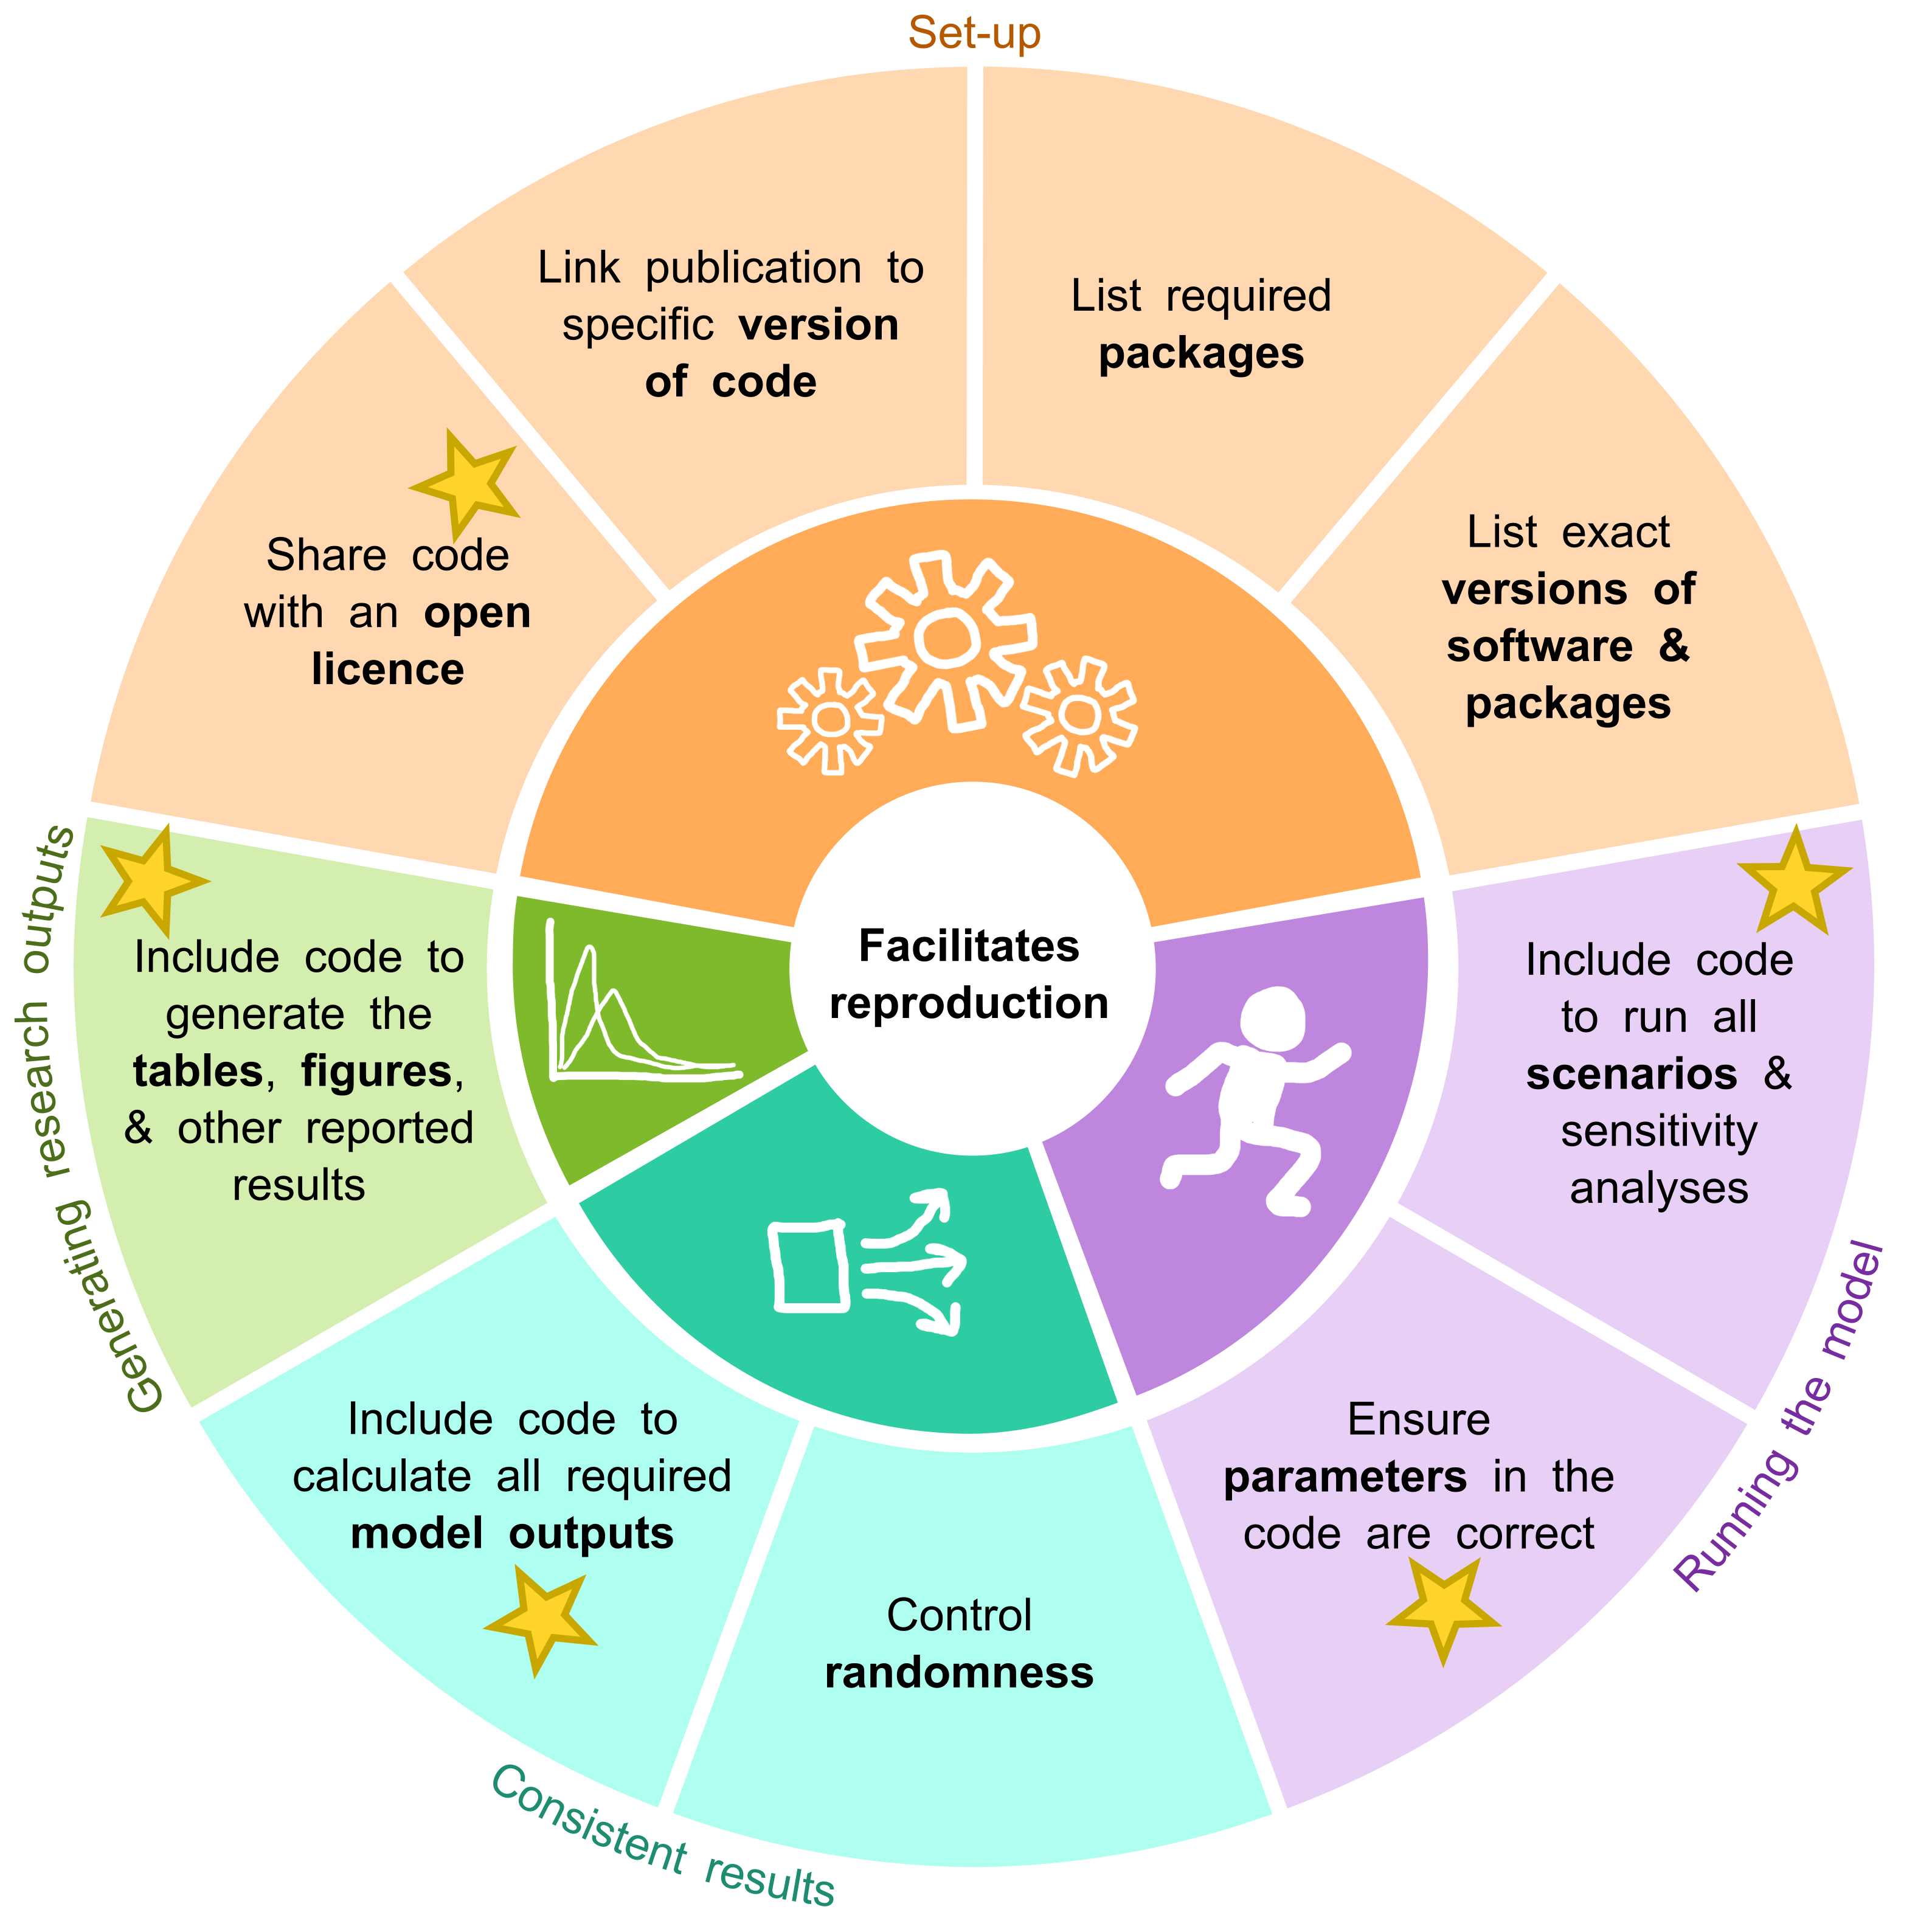 Set-up
Link publication to
specific version
of code
List required
packages
Share code
with an open
licence
List exact
versions of
software &
packages
Facilitates
reproduction
Generating research outputs
Include code to
generate the
tables, figures,
& other reported
results
Include code
to run all
scenarios &
sensitivity
analyses
Running the model
Include code to
calculate all required
model outputs
Ensure
parameters in the
code are correct
Control
randomness
Consistent results